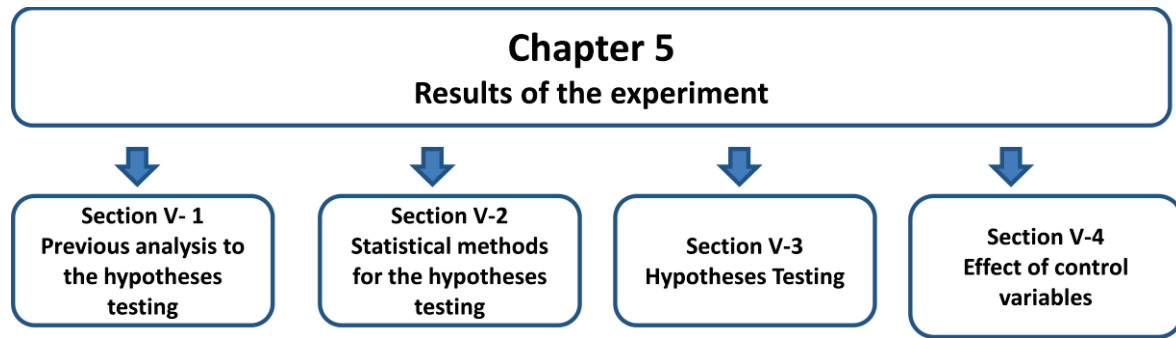 Chapter 5
Results of the experiment
Section V- 1
Previous analysis to
the hypotheses
testing
Section V-2
Statistical methods
for the hypotheses
testing
Section V-3
Hypotheses Testing
Section V-4
Effect of control
variables